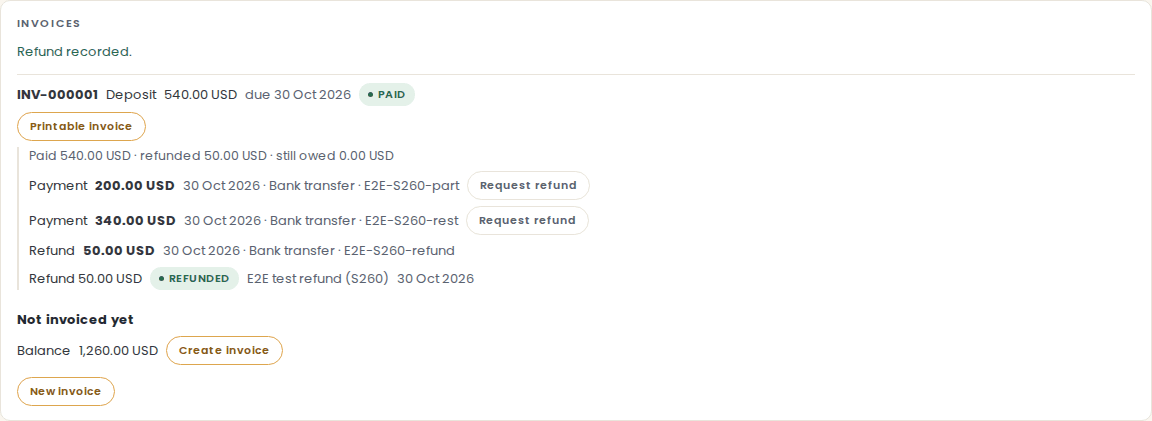 INVOICES
Refund recorded.
INV-000001 Deposit 540.00 USD due 30 Oct 2026 • PAID
Printable invoice
Paid 540.00 USD · refunded 50.00 USD · still owed 0.00 USD
Payment 200.00 USD 30 Oct 2026 · Bank transfer · E2E-S260-part Request refund
Payment 340.00 USD 30 Oct 2026 · Bank transfer · E2E-S260-rest Request refund
Refund 50.00 USD 30 Oct 2026 · Bank transfer · E2E-S260-refund
Refund 50.00 USD • REFUNDED E2E test refund (S260) 30 Oct 2026
Not invoiced yet
Balance 1,260.00 USD Create invoice
New invoice